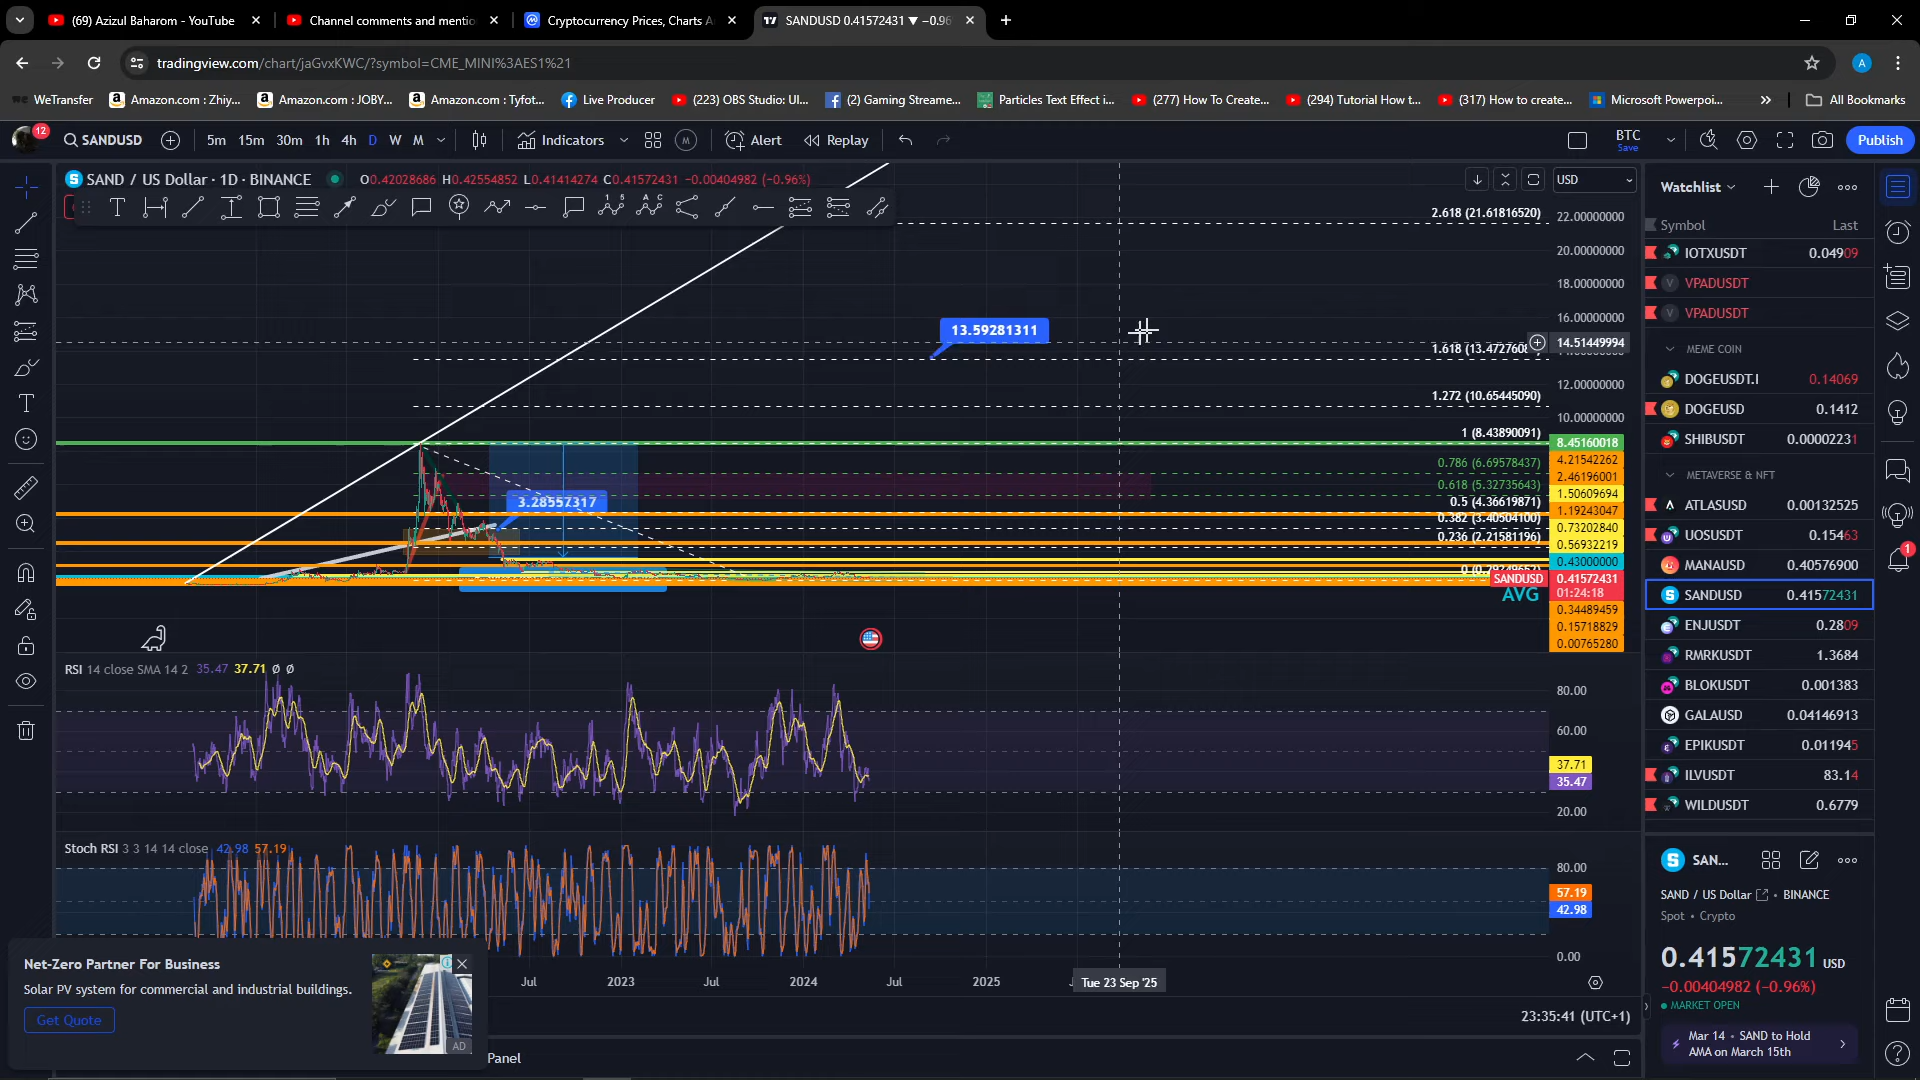 (69) Azizul Baharom - YouTube
Channel comments and mentio
Cryptocurrency Prices, Charts A
SANDUSD 0.41572431 ▼ −0.96
tradingview.com/chart/jaGvxKWC/?symbol=CME_MINI%3AES1%21
A
WeTransfer
Amazon.com : Zhiy...
Amazon.com : JOBY...
Amazon.com : Tyfot...
Live Producer
(223) OBS Studio: Ul...
(2) Gaming Streame...
Particles Text Effect i...
(277) How To Create...
(294) Tutorial How t...
(317) How to create...
Microsoft Powerpoi...
All Bookmarks
12
SANDUSD
5m 15m 30m 1h 4h D W M
Indicators
M
Alert
Replay
BTC
Save
Publish
SAND / US Dollar · 1D · BINANCE
O0.42028686 H0.42554852 L0.41414274 C0.41572431 −0.00404982 (−0.96%)
USD
2.618 (21.61816520)
22.00000000
20.00000000
18.00000000
16.00000000
13.59281311
14.51449994
1.618 (13.4727608
12.00000000
1.272 (10.65445090)
10.00000000
1 (8.43890091)
8.45160018
0.786 (6.69578437)
4.21542262
2.46196001
0.618 (5.32735643)
1.50609694
3.28557317
0.5 (4.36619871)
1.19243047
0.382 (3.40504100)
0.73202840
0.236 (2.21581196)
0.56932219
0.43000000
SANDUSD
0.41572431
01:24:18
AVG
0.34489459
0.15718829
0.00765280
RSI 14 close SMA 14 2 35.47 37.71 Ø Ø
80.00
60.00
37.71
35.47
20.00
Stoch RSI 3 3 14 14 close 42.98 57.19
80.00
57.19
42.98
0.00
Jul 2023 Jul 2024 Jul 2025
Tue 23 Sep '25
23:35:41 (UTC+1)
Panel
Net-Zero Partner For Business
Solar PV system for commercial and industrial buildings.
Get Quote
AD
Watchlist
Symbol Last
IOTXUSDT 0.04909
VPADUSDT
VPADUSDT
MEME COIN
DOGEUSDT.I 0.14069
DOGEUSD 0.1412
SHIBUSDT 0.00002231
METAVERSE & NFT
ATLASUSD 0.00132525
UOSUSDT 0.15463
MANAUSD 0.40576900
SANDUSD 0.41572431
ENJUSDT 0.2809
RMRKUSDT 1.3684
BLOKUSDT 0.001383
GALAUSD 0.04146913
EPIKUSDT 0.011945
ILVUSDT 83.14
WILDUSDT 0.6779
1
SAN...
SAND / US Dollar • BINANCE
Spot • Crypto
0.41572431 USD
−0.00404982 (−0.96%)
MARKET OPEN
Mar 14 • SAND to Hold
AMA on March 15th